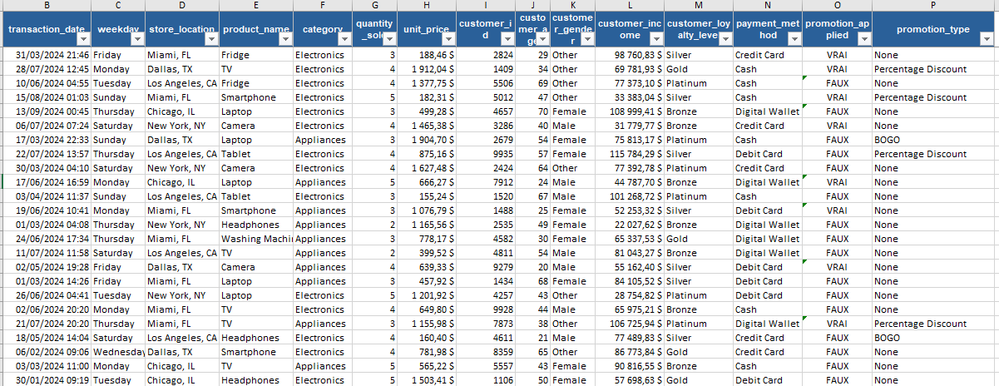 B C D E F G H I J K L M N O P
transaction_date weekday store_location product_name category quantity_sold unit_price customer_id customer_age customer_gender customer_income customer_loyalty_level payment_method promotion_applied promotion_type
31/03/2024 21:46 Friday Miami, FL Fridge Electronics 3 188,46 $ 2824 29 Other 98 760,83 $ Silver Credit Card VRAI None
28/07/2024 12:45 Monday Dallas, TX TV Electronics 4 1 912,04 $ 1409 34 Other 69 781,93 $ Gold Cash VRAI Percentage Discount
10/06/2024 04:55 Tuesday Los Angeles, CA Fridge Electronics 4 1 377,75 $ 5506 69 Other 77 373,10 $ Platinum Cash FAUX None
15/08/2024 01:03 Sunday Miami, FL Smartphone Electronics 5 182,31 $ 5012 47 Other 33 383,04 $ Silver Cash VRAI Percentage Discount
13/09/2024 00:45 Thursday Chicago, IL Laptop Electronics 3 499,28 $ 4657 70 Female 108 999,41 $ Bronze Digital Wallet FAUX None
06/07/2024 07:24 Saturday New York, NY Camera Electronics 4 1 465,38 $ 3286 40 Male 31 779,77 $ Bronze Credit Card VRAI None
17/03/2024 22:33 Sunday Dallas, TX Laptop Appliances 3 1 904,70 $ 2679 54 Female 75 813,17 $ Platinum Cash FAUX BOGO
22/07/2024 13:57 Thursday Los Angeles, CA Tablet Electronics 4 875,16 $ 9935 57 Female 115 784,29 $ Silver Debit Card FAUX Percentage Discount
30/03/2024 04:10 Saturday New York, NY Camera Electronics 4 1 627,48 $ 2424 64 Other 77 392,78 $ Platinum Credit Card FAUX None
17/06/2024 16:59 Monday Chicago, IL Laptop Appliances 5 666,27 $ 7912 24 Male 44 787,70 $ Bronze Digital Wallet VRAI None
03/04/2024 11:37 Sunday Los Angeles, CA Tablet Electronics 3 155,24 $ 1520 67 Male 101 268,72 $ Platinum Cash FAUX None
19/06/2024 10:41 Monday Miami, FL Smartphone Appliances 3 1 076,79 $ 1488 25 Female 52 253,32 $ Silver Debit Card VRAI None
01/03/2024 04:08 Thursday New York, NY Headphones Appliances 2 1 165,56 $ 2535 49 Female 22 027,62 $ Bronze Digital Wallet FAUX None
24/06/2024 17:34 Thursday Miami, FL Washing Machin Appliances 3 778,17 $ 4582 30 Female 65 337,53 $ Gold Digital Wallet FAUX None
11/07/2024 11:58 Saturday Los Angeles, CA TV Appliances 2 399,52 $ 4811 54 Male 81 043,27 $ Bronze Digital Wallet FAUX None
02/05/2024 19:28 Friday Dallas, TX Camera Appliances 4 639,33 $ 9279 20 Male 55 162,40 $ Silver Debit Card VRAI None
01/03/2024 14:26 Friday Miami, FL Laptop Appliances 3 457,92 $ 1434 68 Female 84 105,52 $ Silver Debit Card FAUX None
26/06/2024 04:41 Tuesday New York, NY Laptop Electronics 5 1 201,92 $ 4257 43 Other 28 754,82 $ Platinum Debit Card FAUX None
02/06/2024 20:20 Monday Miami, FL TV Electronics 4 649,80 $ 9928 44 Male 65 975,21 $ Bronze Cash FAUX None
21/07/2024 20:20 Thursday Miami, FL TV Appliances 3 1 155,98 $ 7873 38 Other 106 725,94 $ Platinum Digital Wallet VRAI Percentage Discount
18/05/2024 14:04 Saturday Los Angeles, CA Headphones Electronics 4 160,40 $ 4611 21 Male 77 489,83 $ Silver Credit Card FAUX BOGO
06/02/2024 09:06 Wednesday Dallas, TX Smartphone Electronics 4 781,98 $ 8359 65 Other 86 773,84 $ Gold Credit Card FAUX None
03/03/2024 11:00 Monday Chicago, IL TV Appliances 5 565,22 $ 5557 43 Female 90 816,55 $ Bronze Cash FAUX None
30/01/2024 09:19 Tuesday Chicago, IL Headphones Electronics 5 1 503,41 $ 1106 50 Female 57 698,63 $ Gold Debit Card FAUX None